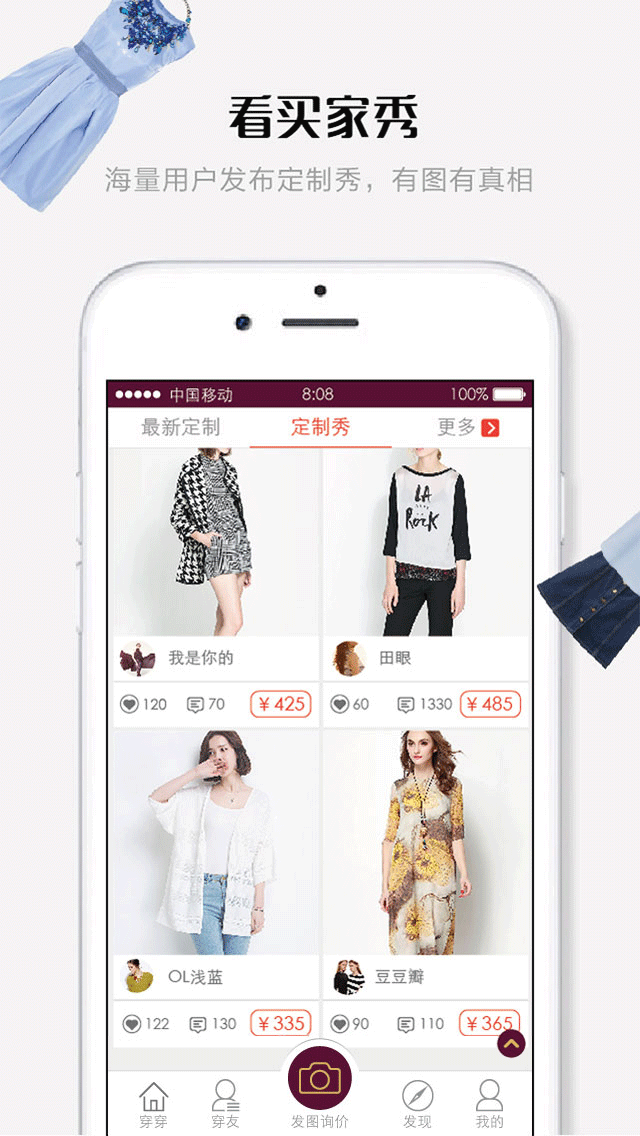 看买家秀
海量用户发布定制秀，有图有真相
中国移动 8:08 100%
最新定制 定制秀 更多
LA
RocK
我是你的 田眼
120 70 ￥425 60 1330 ￥485
OL浅蓝 豆豆瓣
122 130 ￥335 90 110 ￥365
穿穿 穿友 发图询价 发现 我的